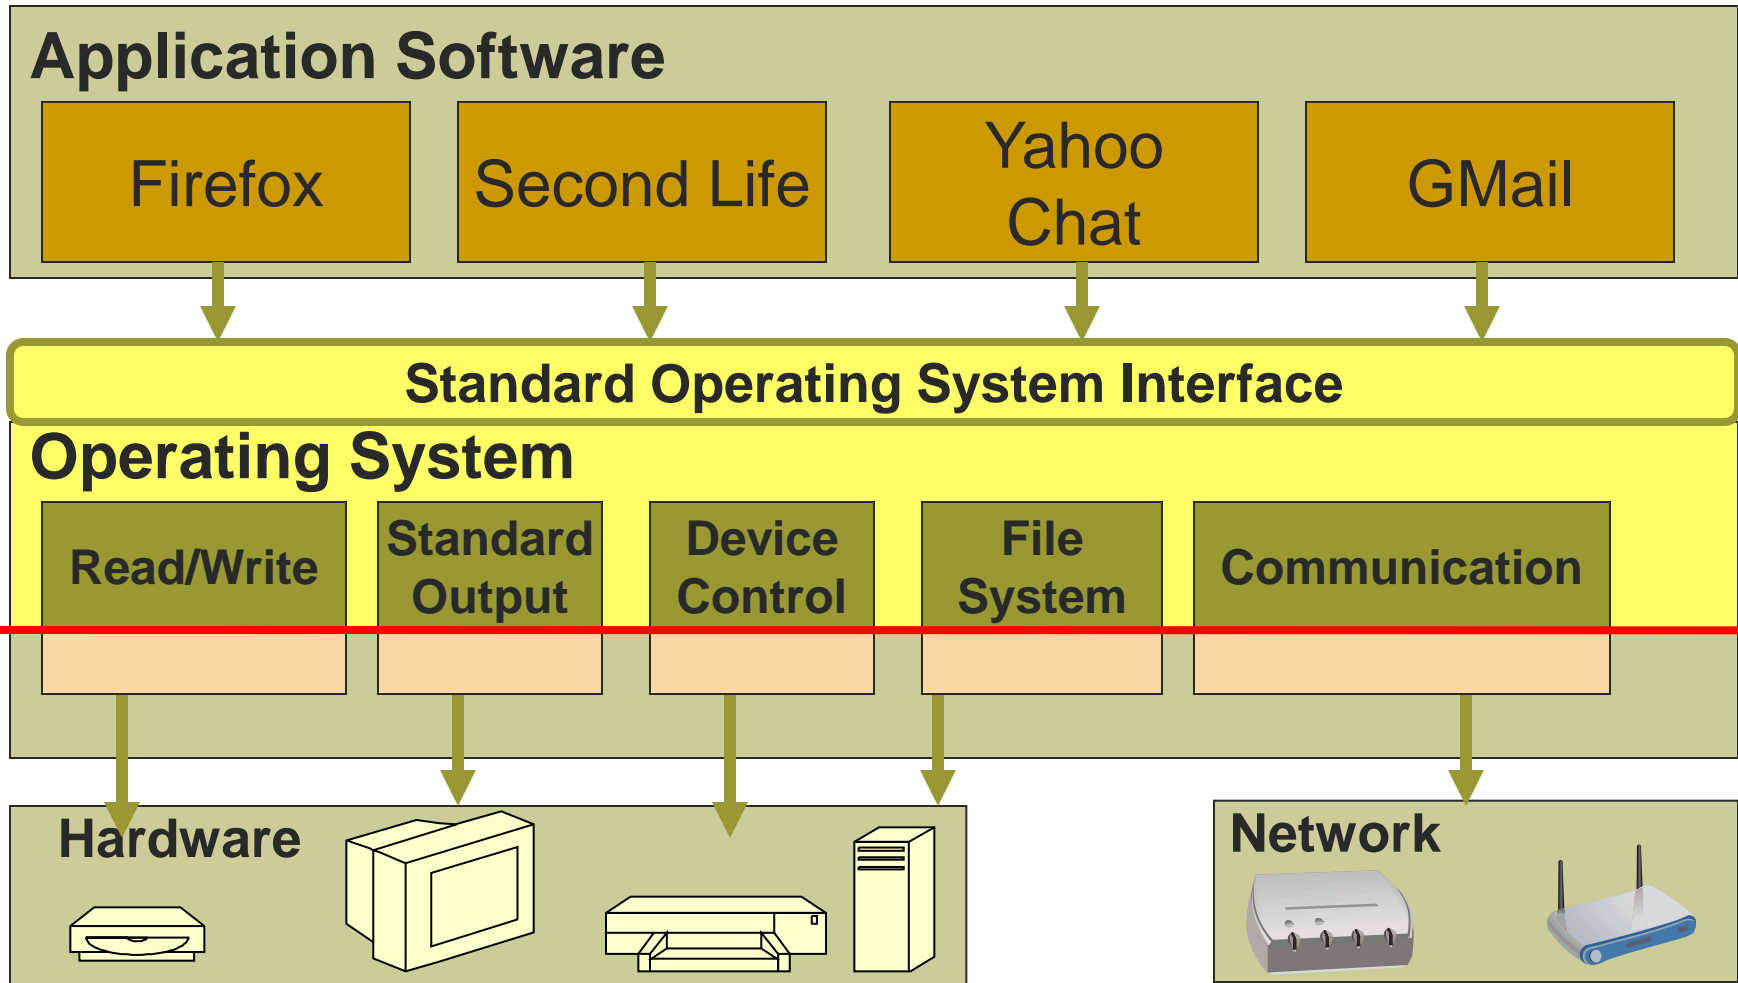 Application Software
Firefox
Second Life
Yahoo
Chat
GMail
Standard Operating System Interface
Operating System
Read/Write
Standard
Output
Device
Control
File
System
Communication
Hardware
Network